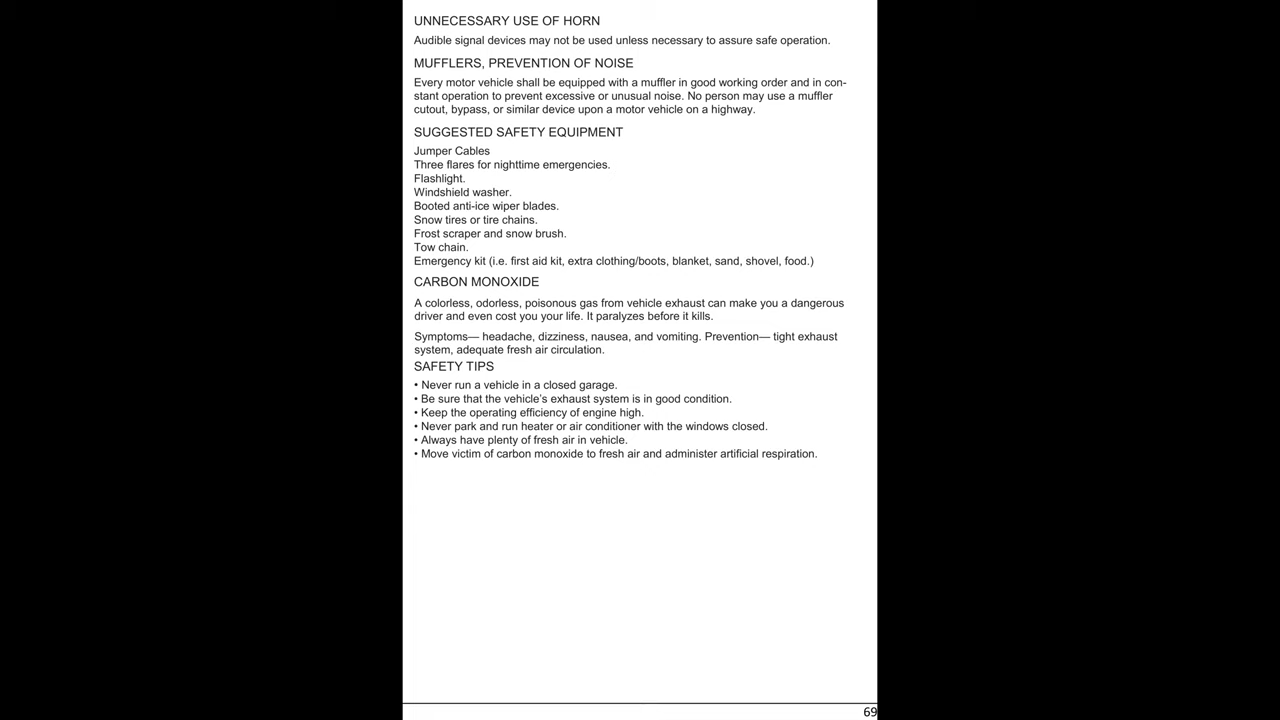 UNNECESSARY USE OF HORN
Audible signal devices may not be used unless necessary to assure safe operation.
MUFFLERS, PREVENTION OF NOISE
Every motor vehicle shall be equipped with a muffler in good working order and in con-
stant operation to prevent excessive or unusual noise. No person may use a muffler
cutout, bypass, or similar device upon a motor vehicle on a highway.
SUGGESTED SAFETY EQUIPMENT
Jumper Cables
Three flares for nighttime emergencies.
Flashlight.
Windshield washer.
Booted anti-ice wiper blades.
Snow tires or tire chains.
Frost scraper and snow brush.
Tow chain.
Emergency kit (i.e. first aid kit, extra clothing/boots, blanket, sand, shovel, food.)
CARBON MONOXIDE
A colorless, odorless, poisonous gas from vehicle exhaust can make you a dangerous
driver and even cost you your life. It paralyzes before it kills.
Symptoms— headache, dizziness, nausea, and vomiting. Prevention— tight exhaust
system, adequate fresh air circulation.
SAFETY TIPS
• Never run a vehicle in a closed garage.
• Be sure that the vehicle's exhaust system is in good condition.
• Keep the operating efficiency of engine high.
• Never park and run heater or air conditioner with the windows closed.
• Always have plenty of fresh air in vehicle.
• Move victim of carbon monoxide to fresh air and administer artificial respiration.
69